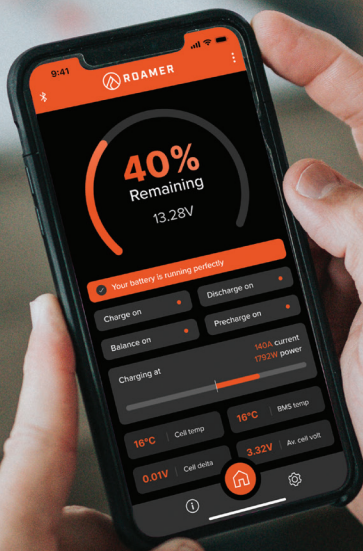 9:41
ROAMER
40%
Remaining
13.28V
Your battery is running perfectly
Charge on
Discharge on
Balance on
Precharge on
Charging at
140A current
1792W power
16°C Cell temp
16°C BMS temp
0.01V Cell delta
3.32V Av. cell volt